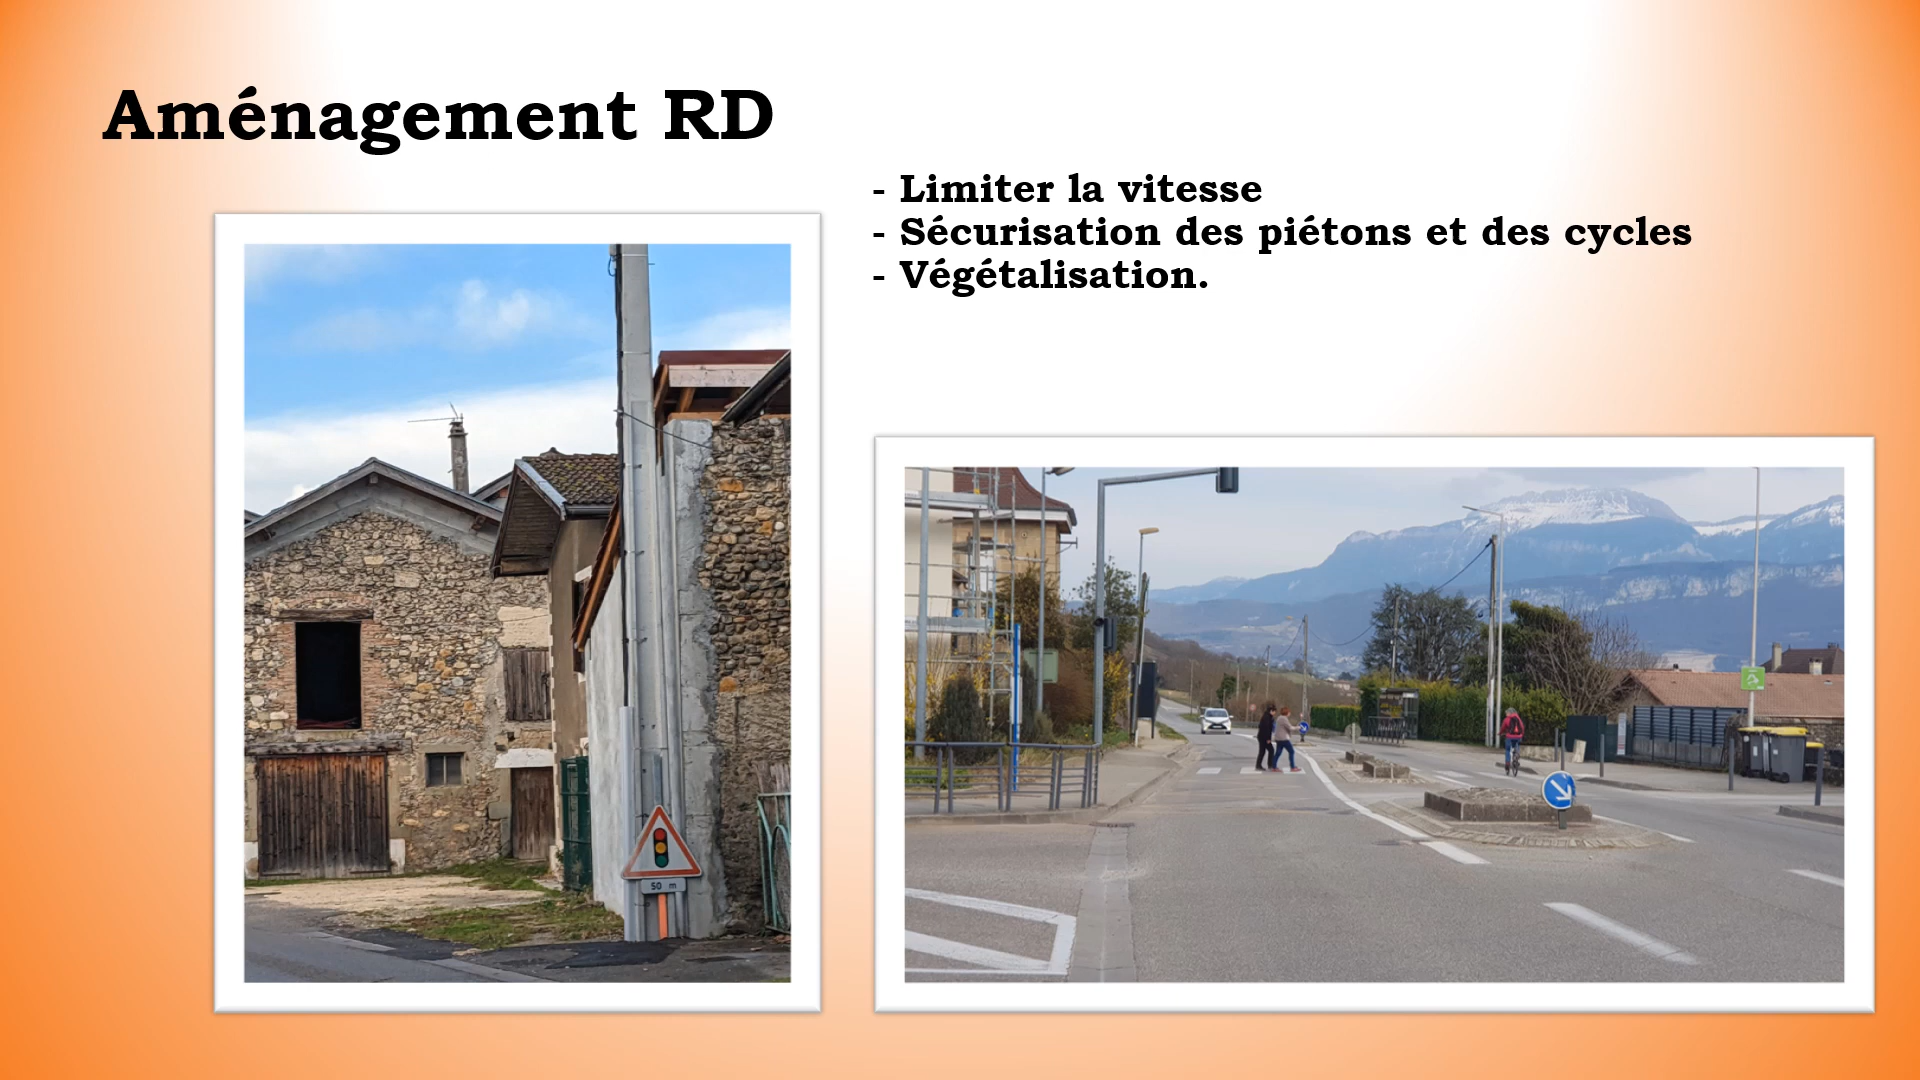 Aménagement RD
- Limiter la vitesse
- Sécurisation des piétons et des cycles
- Végétalisation.
50 m